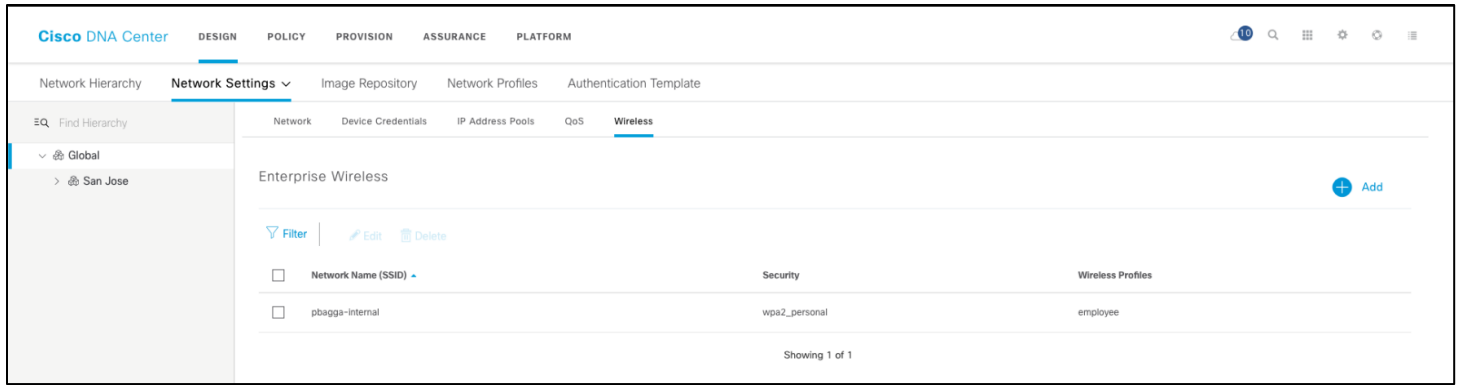 Cisco DNA Center DESIGN POLICY PROVISION ASSURANCE PLATFORM 10
Network Hierarchy Network Settings Image Repository Network Profiles Authentication Template
Find Hierarchy
Network Device Credentials IP Address Pools QoS Wireless
Global
San Jose
Enterprise Wireless
Add
Filter Edit Delete
Network Name (SSID) Security Wireless Profiles
pbagga-internal wpa2_personal employee
Showing 1 of 1